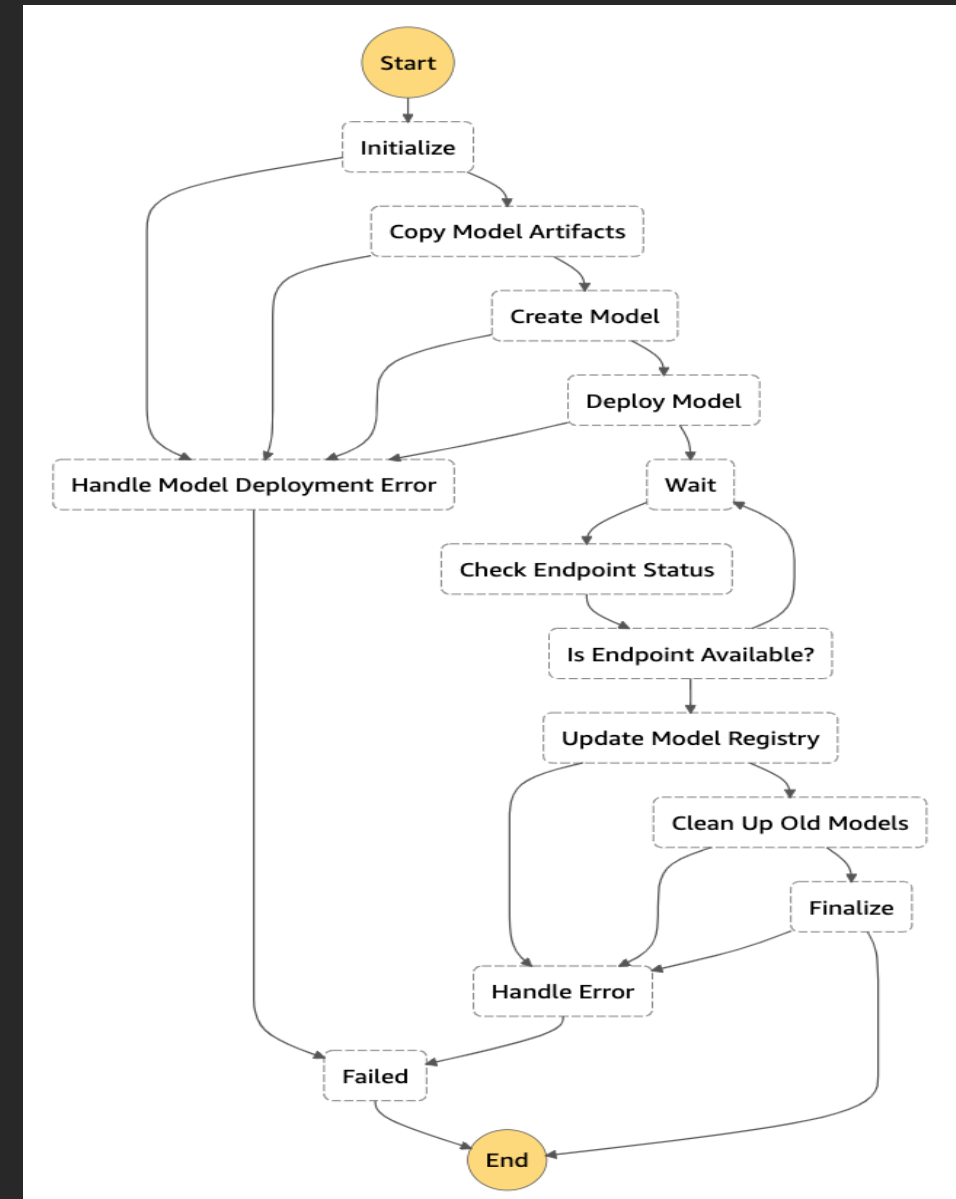 Start
Initialize
Copy Model Artifacts
Create Model
Deploy Model
Handle Model Deployment Error
Wait
Check Endpoint Status
Is Endpoint Available?
Update Model Registry
Clean Up Old Models
Finalize
Handle Error
Failed
End